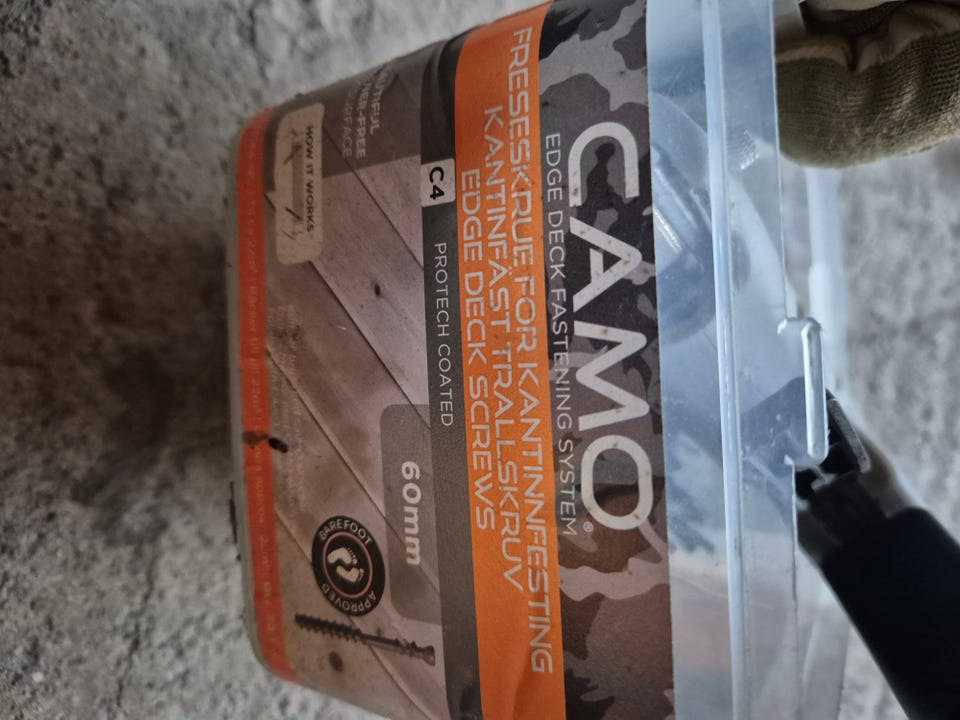 CAMO®
EDGE DECK FASTENING SYSTEM
FRESESKRUE FOR KANTINNFESTING
KANTINFÄST TRALLSKRUV
EDGE DECK SCREWS
C4
PROTECH COATED
60mm
HOW IT WORKS
BAREFOOT
APPROVED